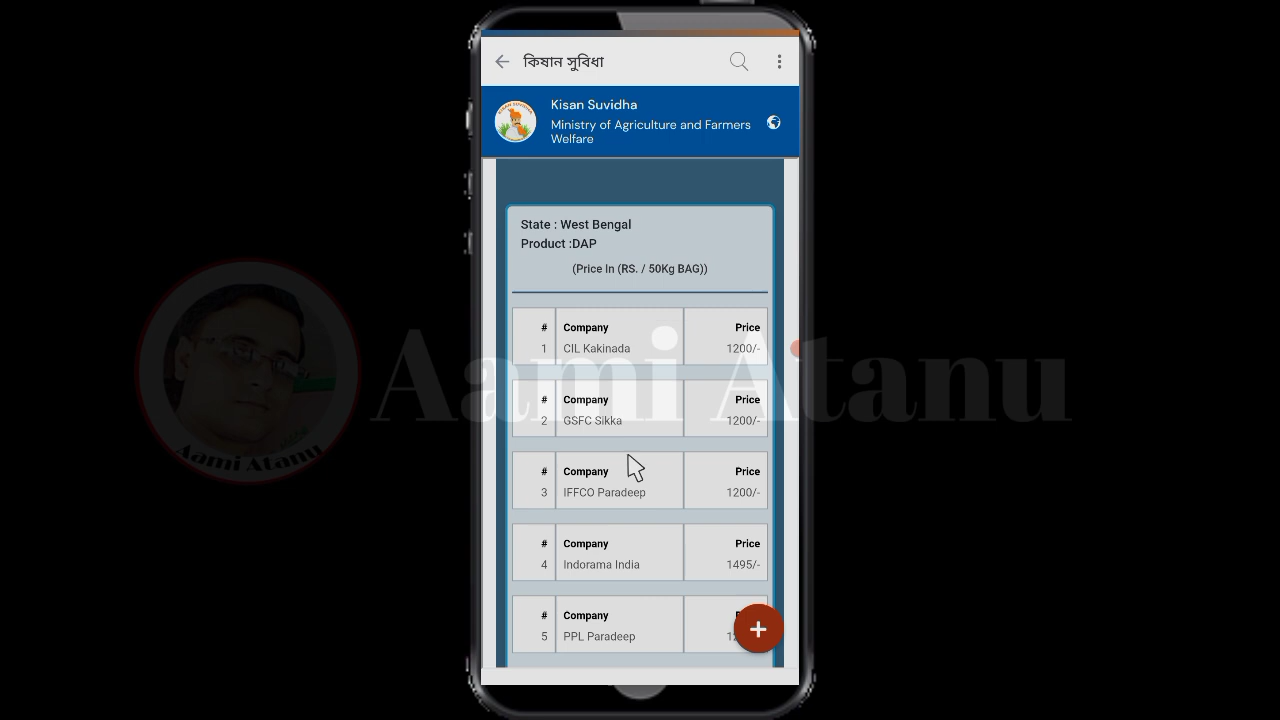 কিষান সুবিধা
KISAN SUVIDHA
Kisan Suvidha
Ministry of Agriculture and Farmers
Welfare
State : West Bengal
Product :DAP
(Price In (RS. / 50Kg BAG))
# Company Price
1 CIL Kakinada 1200/-
# Company Price
2 GSFC Sikka 1200/-
# Company Price
3 IFFCO Paradeep 1200/-
# Company Price
4 Indorama India 1495/-
# Company
5 PPL Paradeep
Aami Atanu
Aami Atanu